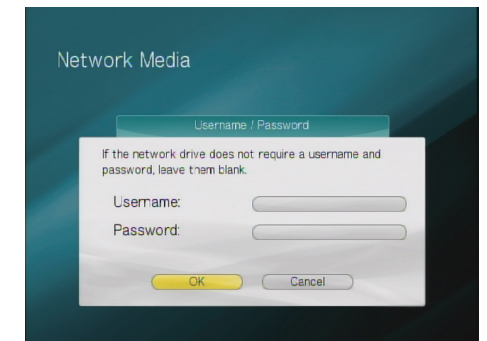 Network Media
Username / Password
If the network drive does not require a username and
password, leave them blank.
Username:
Password:
OK Cancel